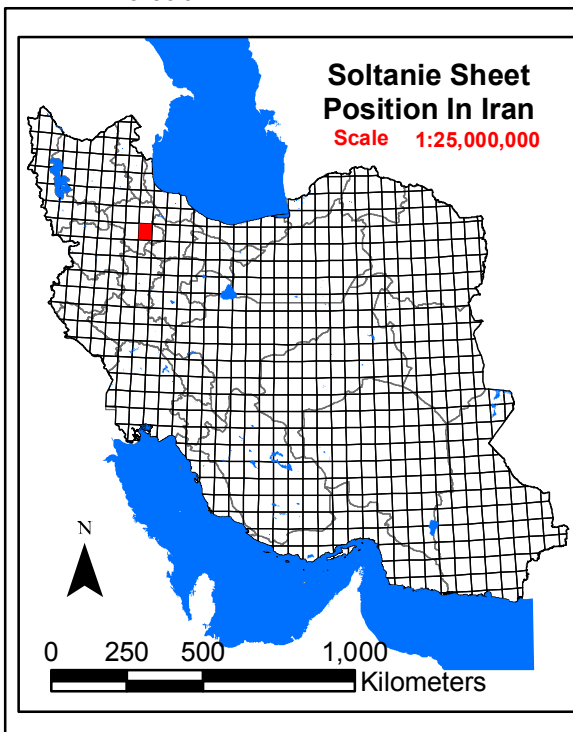 Soltanie Sheet
Position In Iran
Scale 1:25,000,000
N
0 250 500 1,000
Kilometers